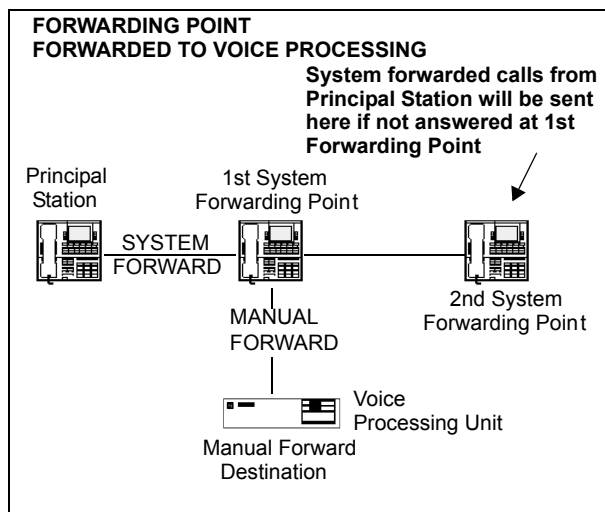 FORWARDING POINT
FORWARDED TO VOICE PROCESSING
System forwarded calls from
Principal Station will be sent
here if not answered at 1st
Forwarding Point
Principal
Station
1st System
Forwarding Point
SYSTEM
FORWARD
2nd System
Forwarding Point
MANUAL
FORWARD
Voice
Processing Unit
Manual Forward
Destination